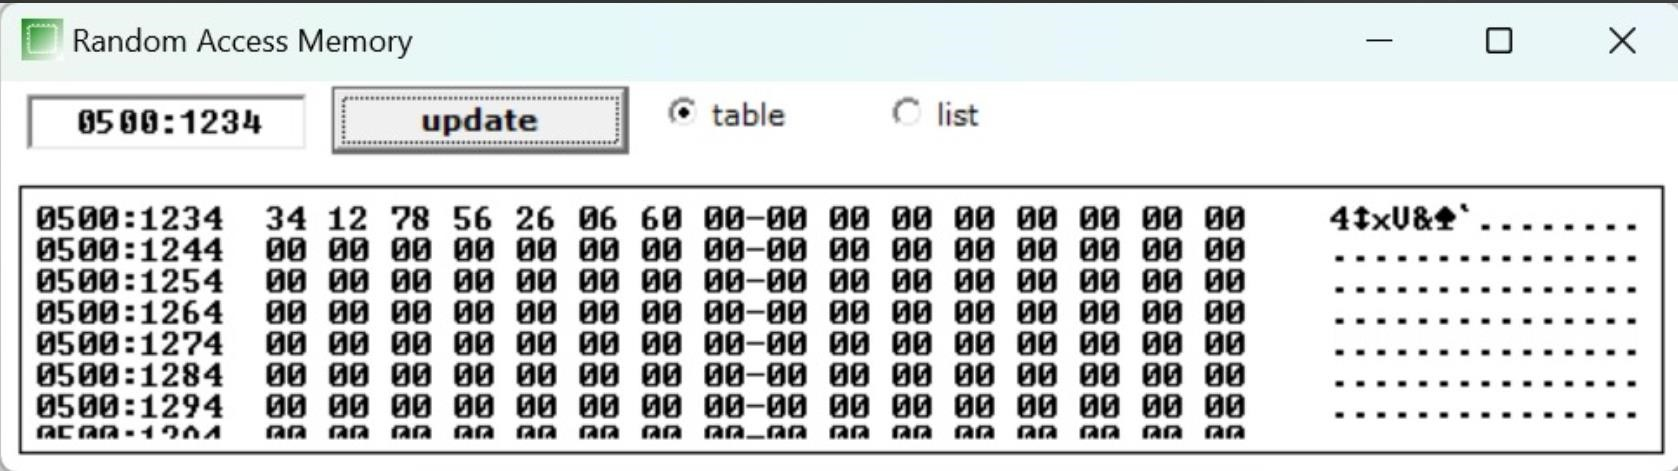 Random Access Memory
0500:1234 update table list
0500:1234 34 12 78 56 26 06 60 00-00 00 00 00 00 00 00 00 4↕xV&♠`.........
0500:1244 00 00 00 00 00 00 00 00-00 00 00 00 00 00 00 00 ................
0500:1254 00 00 00 00 00 00 00 00-00 00 00 00 00 00 00 00 ................
0500:1264 00 00 00 00 00 00 00 00-00 00 00 00 00 00 00 00 ................
0500:1274 00 00 00 00 00 00 00 00-00 00 00 00 00 00 00 00 ................
0500:1284 00 00 00 00 00 00 00 00-00 00 00 00 00 00 00 00 ................
0500:1294 00 00 00 00 00 00 00 00-00 00 00 00 00 00 00 00 ................